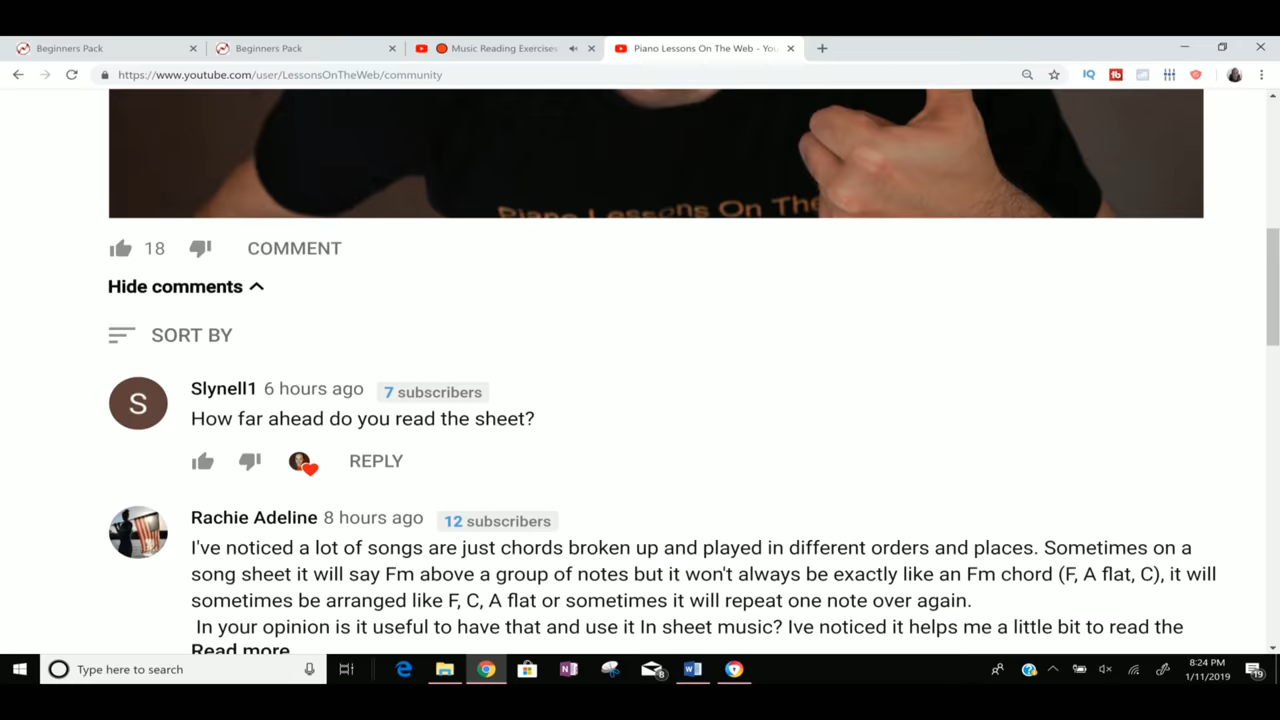 Beginners Pack
Beginners Pack
Music Reading Exercises
Piano Lessons On The Web - You
https://www.youtube.com/user/LessonsOnTheWeb/community
IQ
Piano Lessons On The
18
COMMENT
Hide comments
SORT BY
S
Slynell1 6 hours ago 7 subscribers
How far ahead do you read the sheet?
REPLY
Rachie Adeline 8 hours ago 12 subscribers
I've noticed a lot of songs are just chords broken up and played in different orders and places. Sometimes on a
song sheet it will say Fm above a group of notes but it won't always be exactly like an Fm chord (F, A flat, C), it will
sometimes be arranged like F, C, A flat or sometimes it will repeat one note over again.
In your opinion is it useful to have that and use it In sheet music? Ive noticed it helps me a little bit to read the
Read more
Type here to search
8
8:24 PM
1/11/2019
19